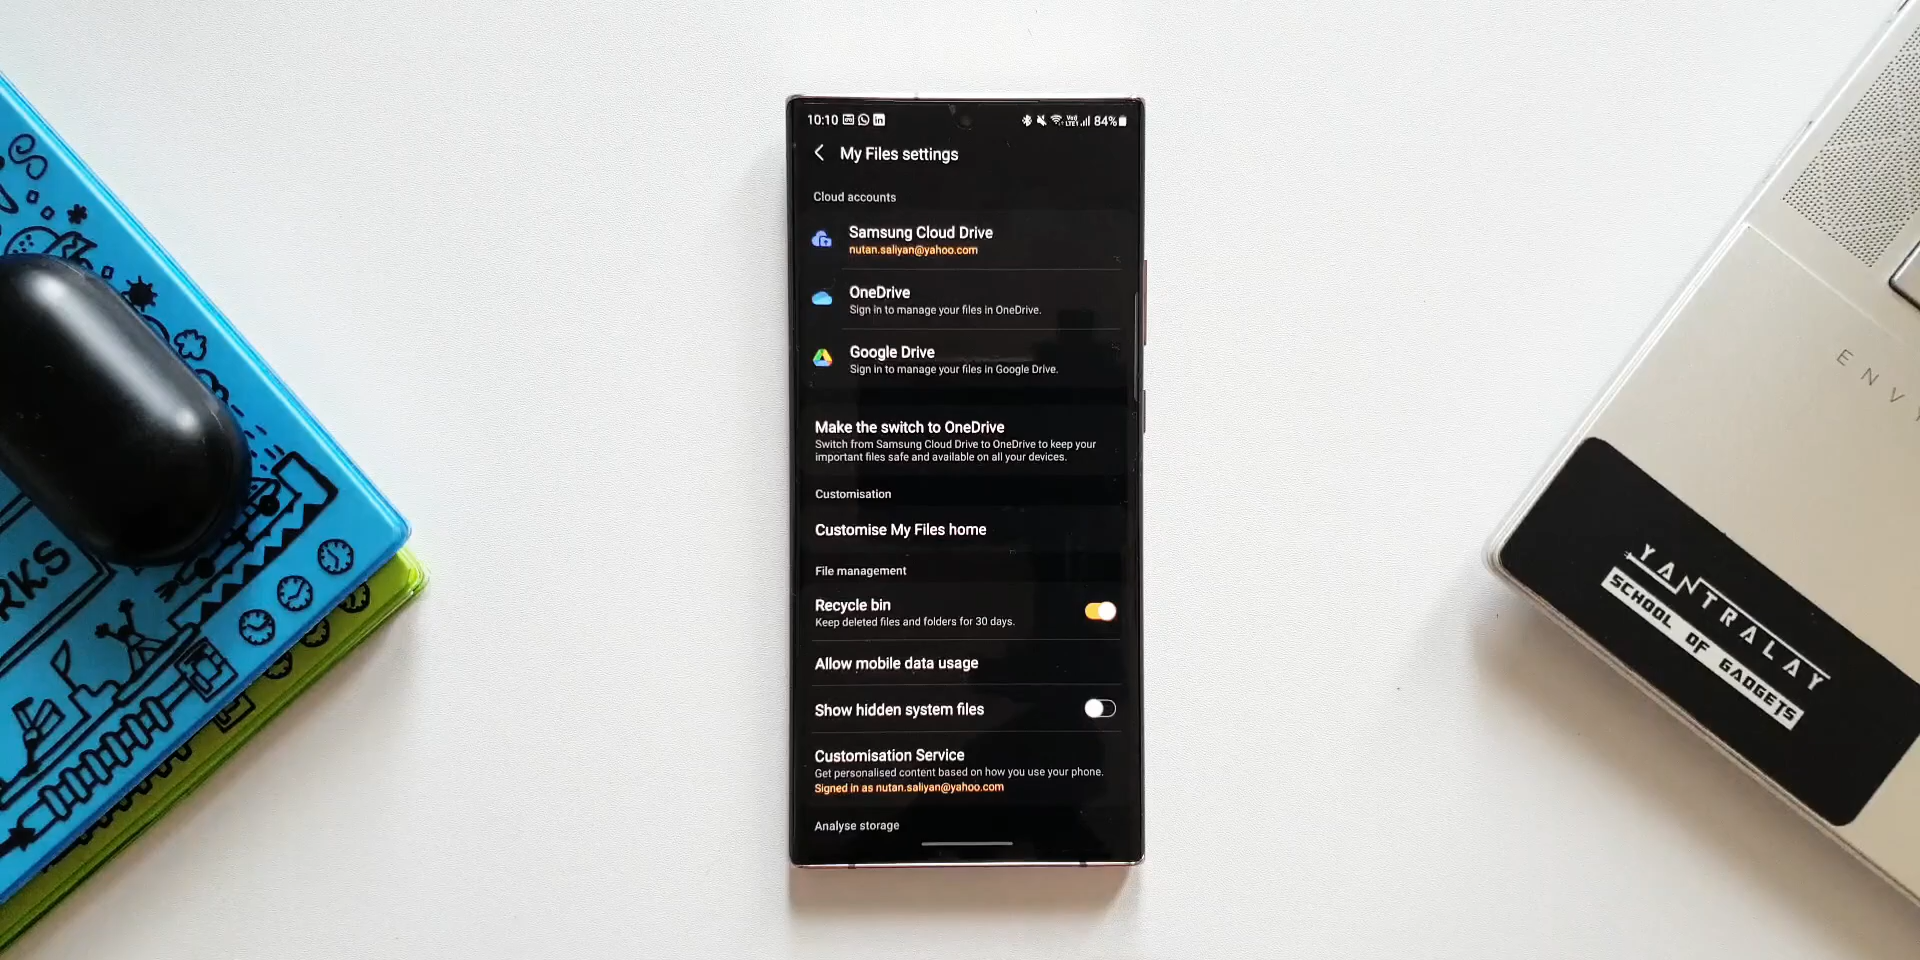 10:10
84%
My Files settings
Cloud accounts
Samsung Cloud Drive
nutan.saliyan@yahoo.com
OneDrive
Sign in to manage your files in OneDrive.
Google Drive
Sign in to manage your files in Google Drive.
Make the switch to OneDrive
Switch from Samsung Cloud Drive to OneDrive to keep your
important files safe and available on all your devices.
Customisation
Customise My Files home
File management
Recycle bin
Keep deleted files and folders for 30 days.
Allow mobile data usage
Show hidden system files
Customisation Service
Get personalised content based on how you use your phone.
Signed in as nutan.saliyan@yahoo.com
Analyse storage
YANTRALAY
SCHOOL OF GADGETS